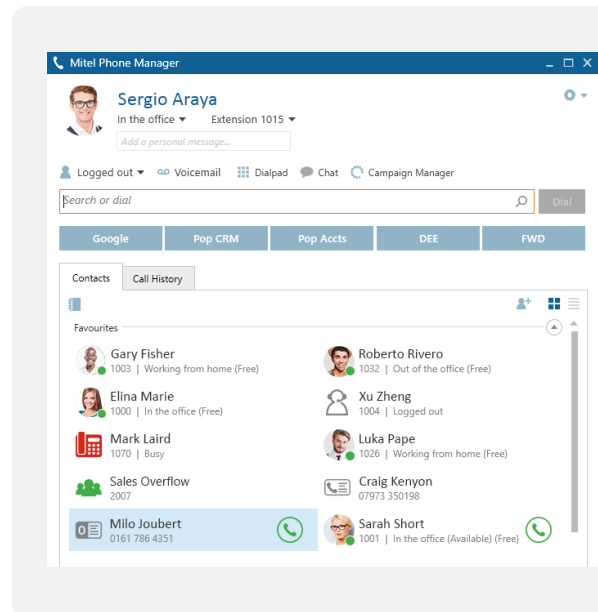 Mitel Phone Manager
Sergio Araya
In the office Extension 1015
Add a personal message...
Logged out Voicemail Dialpad Chat Campaign Manager
Search or dial Dial
Google Pop CRM Pop Accts DEE FWD
Contacts Call History
Favourites
Gary Fisher
1003 | Working from home (Free)
Roberto Rivero
1032 | Out of the office (Free)
Elina Marie
1000 | In the office (Free)
Xu Zheng
1004 | Logged out
Mark Laird
1070 | Busy
Luka Pape
1026 | Working from home (Free)
Sales Overflow
2007
Craig Kenyon
07973 350198
Milo Joubert
0161 786 4351
Sarah Short
1001 | In the office (Available) (Free)